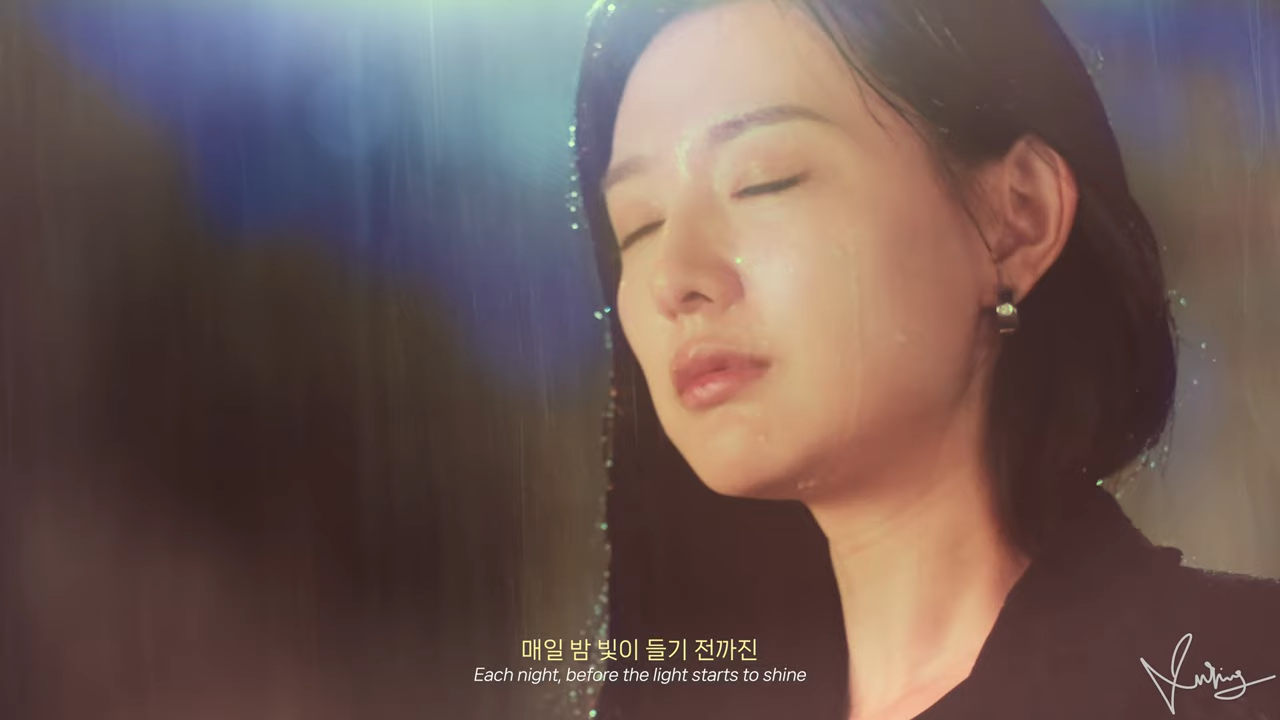 매일 밤 빛이 들기 전까진
Each night, before the light starts to shine